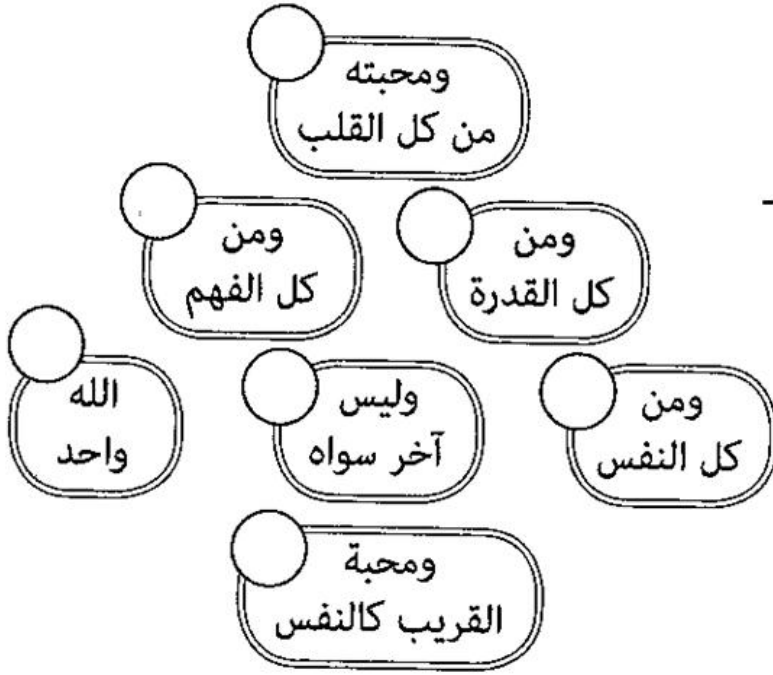 ومحبته
من كل القلب
ومن
كل القدرة
ومن
كل الفهم
ومن
كل النفس
وليس
آخر سواه
الله
واحد
ومحبة
القريب كالنفس